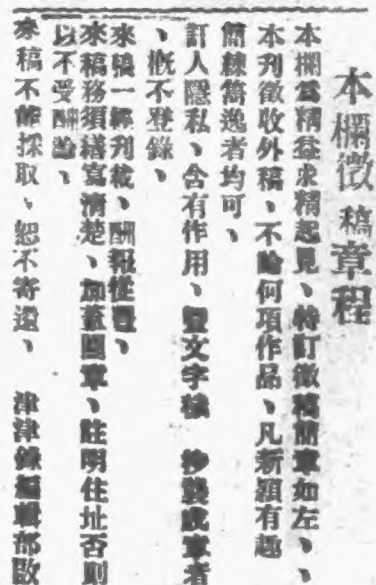 本欄徵稿章程
本欄為精益求精起見、特訂徵稿簡章如左、
本刊徵收外稿、不論何項作品、凡新穎有趣
簡練雋逸者均可、
訐人隱私、含有作用、文字 抄襲成章者
、概不登錄、
來稿一經刊載、酬報從、
來稿務須繕寫清楚、加蓋圖章、註明住址否則
以不受酬論、
來稿不能採取、恕不寄還、 津津錄編輯部啟